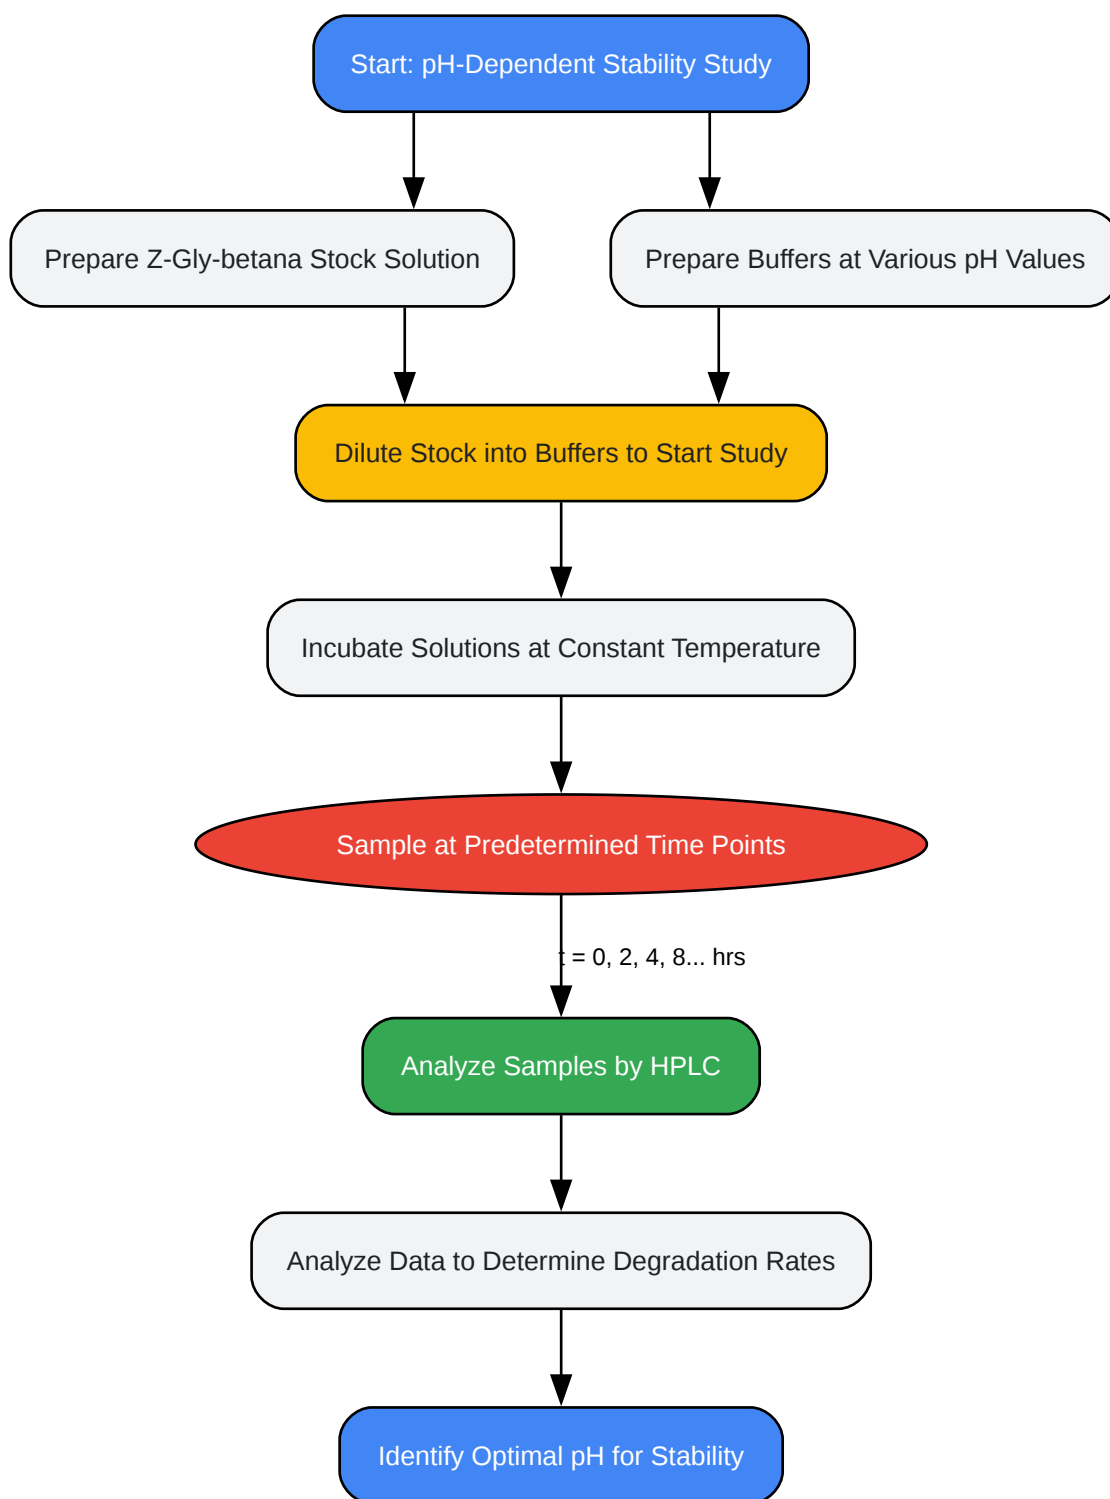 Start: pH-Dependent Stability Study
Prepare Z-Gly-betana Stock Solution
Prepare Buffers at Various pH Values
Dilute Stock into Buffers to Start Study
Incubate Solutions at Constant Temperature
Sample at Predetermined Time Points
t = 0, 2, 4, 8... hrs
Analyze Samples by HPLC
Analyze Data to Determine Degradation Rates
Identify Optimal pH for Stability